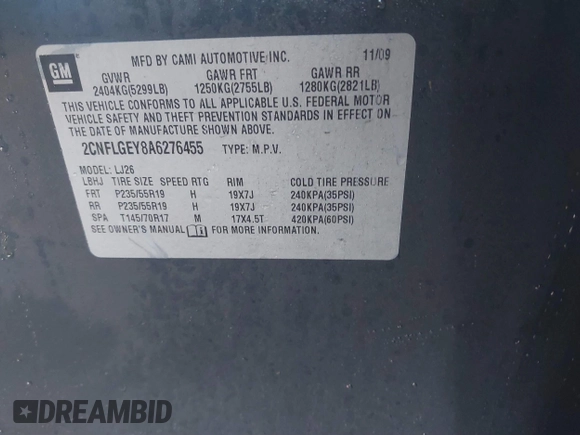 GM
MFD BY CAMI AUTOMOTIVE INC. 11/09
GVWR GAWR FRT GAWR RR
2404KG(5299LB) 1250KG(2755LB) 1280KG(2821LB)
THIS VEHICLE CONFORMS TO ALL APPLICABLE U.S. FEDERAL MOTOR
VEHICLE SAFETY AND THEFT PREVENTION STANDARDS IN EFFECT ON
THE DATE OF MANUFACTURE SHOWN ABOVE.
2CNFLGEY8A6276455 TYPE: M.P.V.
MODEL: LJ26
LBHJ TIRE SIZE SPEED RTG RIM COLD TIRE PRESSURE
FRT P235/55R19 H 19X7J 240KPA(35PSI)
RR P235/55R19 H 19X7J 240KPA(35PSI)
SPA T145/70R17 M 17X4.5T 420KPA(60PSI)
SEE OWNER'S MANUAL FOR MORE INFORMATION.
DREAMBID